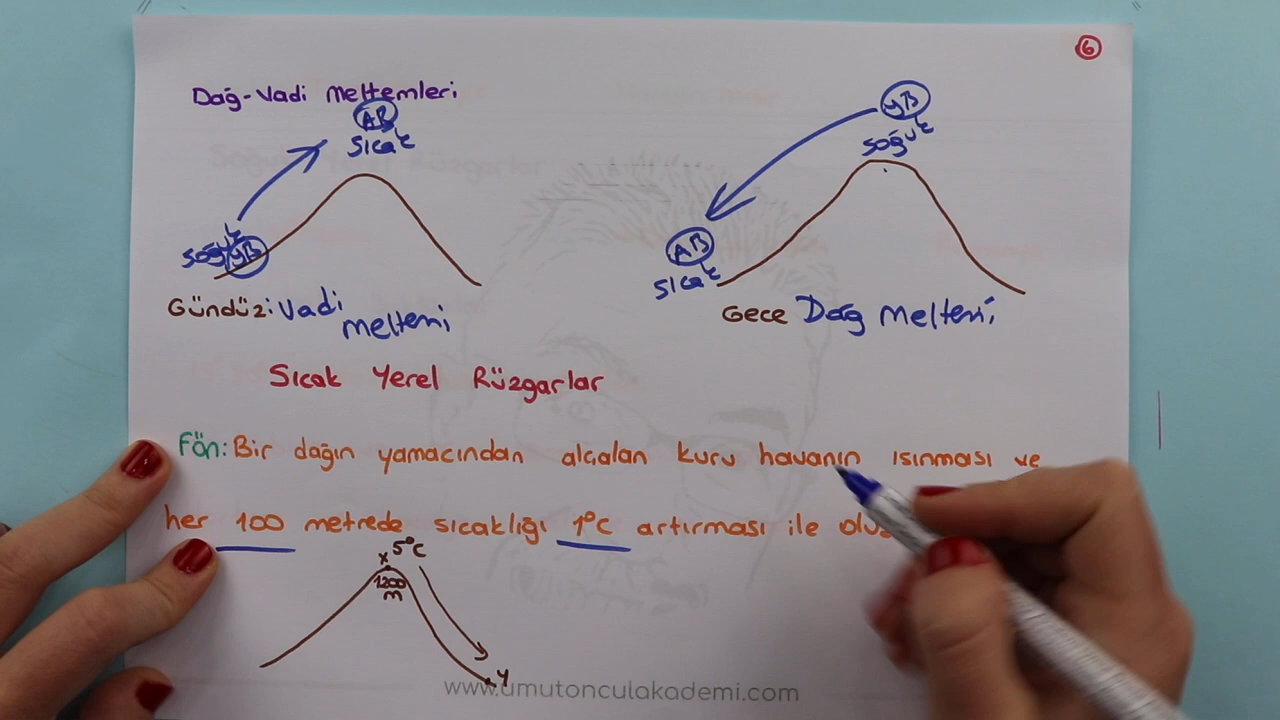 6
Dağ-Vadi Meltemleri
AB
Sıcak
Soğuk YB
Gündüz: Vadi
Meltemi
YB
Soğuk
AB
Sıcak
Gece Dağ Meltemi
Sıcak Yerel Rüzgarlar
Fön: Bir dağın yamacından alçalan kuru havanın ısınması ve
her 100 metrede sıcaklığı 1°C artırması ile
x 5°C
1200
m
Y
www.umutonculakademi.com